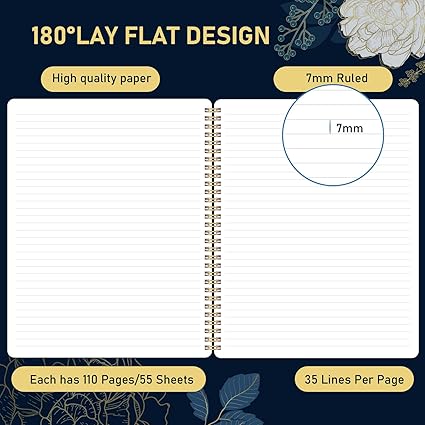 180°LAY FLAT DESIGN
High quality paper
7mm Ruled
7mm
Each has 110 Pages/55 Sheets
35 Lines Per Page